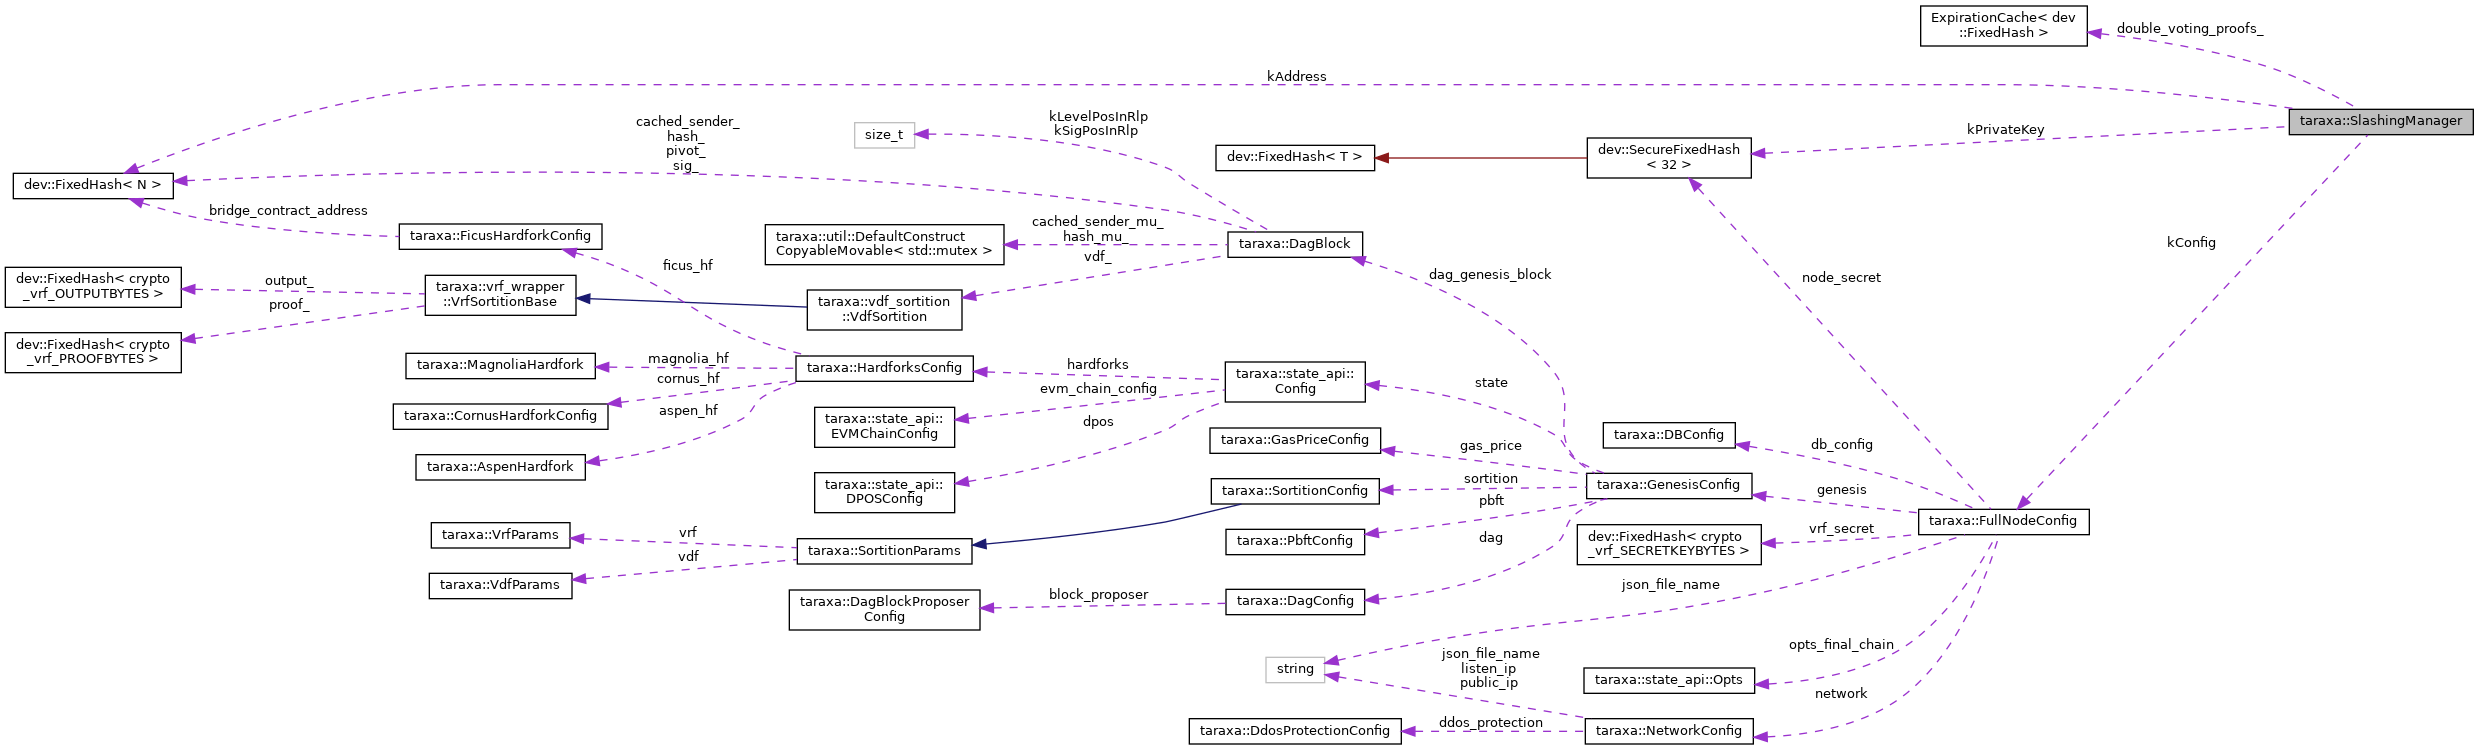 ExpirationCache< dev
::FixedHash >
double_voting_proofs_
kAddress
taraxa::SlashingManager
kLevelPosInRlp
kSigPosInRlp
cached_sender_
hash_
pivot_
sig_
size_t
kPrivateKey
dev::SecureFixedHash
< 32 >
dev::FixedHash< T >
dev::FixedHash< N >
bridge_contract_address
taraxa::FicusHardforkConfig
taraxa::util::DefaultConstruct
CopyableMovable< std::mutex >
cached_sender_mu_
hash_mu_
vdf_
taraxa::DagBlock
kConfig
ficus_hf
dag_genesis_block
node_secret
dev::FixedHash< crypto
_vrf_OUTPUTBYTES >
output_
proof_
taraxa::vrf_wrapper
::VrfSortitionBase
taraxa::vdf_sortition
::VdfSortition
dev::FixedHash< crypto
_vrf_PROOFBYTES >
taraxa::MagnoliaHardfork
magnolia_hf
cornus_hf
aspen_hf
taraxa::HardforksConfig
hardforks
evm_chain_config
dpos
taraxa::state_api::
Config
state
taraxa::CornusHardforkConfig
taraxa::state_api::
EVMChainConfig
taraxa::GasPriceConfig
gas_price
taraxa::DBConfig
db_config
taraxa::AspenHardfork
taraxa::state_api::
DPOSConfig
taraxa::SortitionConfig
sortition
pbft
taraxa::GenesisConfig
genesis
taraxa::FullNodeConfig
taraxa::VrfParams
vrf
vdf
taraxa::SortitionParams
taraxa::PbftConfig
dag
dev::FixedHash< crypto
_vrf_SECRETKEYBYTES >
vrf_secret
taraxa::VdfParams
json_file_name
taraxa::DagBlockProposer
Config
block_proposer
taraxa::DagConfig
opts_final_chain
string
json_file_name
listen_ip
public_ip
taraxa::state_api::Opts
network
taraxa::DdosProtectionConfig
ddos_protection
taraxa::NetworkConfig